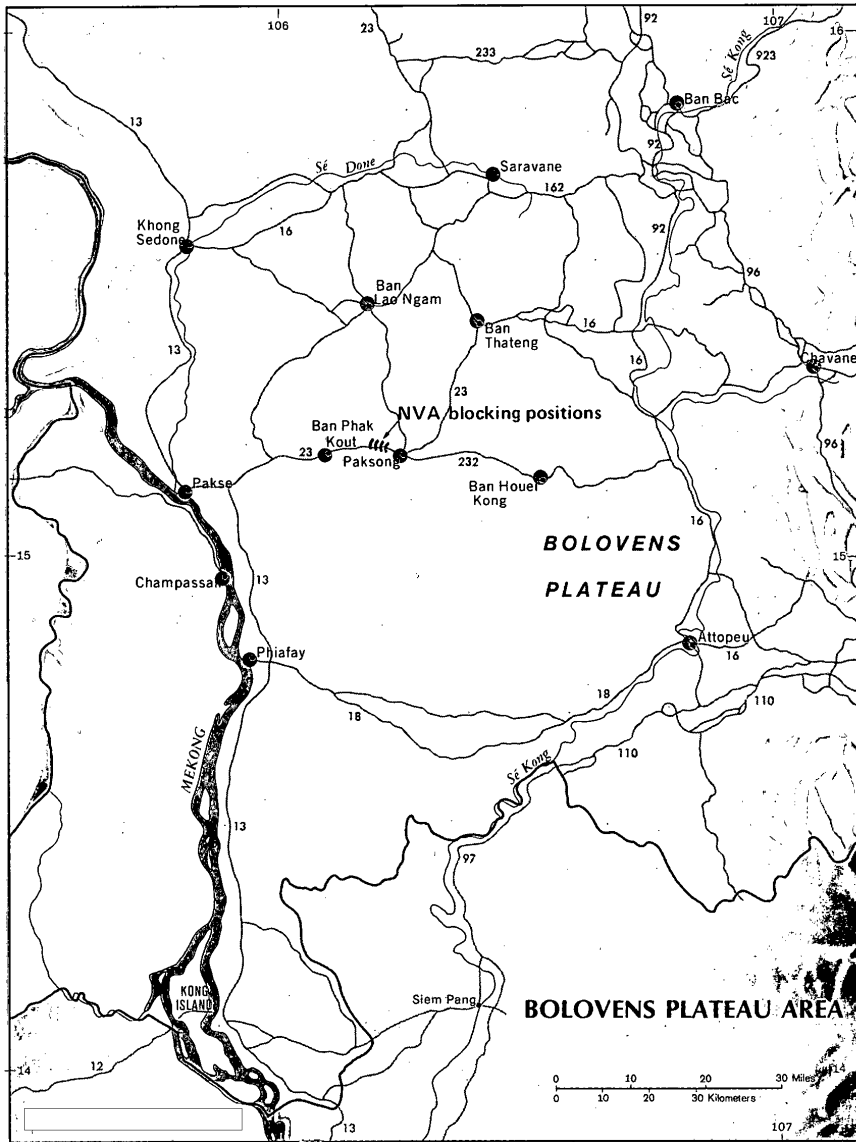 106
107
16
23
92
233
Sé Kong
923
Ban Bac
13
92
Sé Done
Saravane
162
Khong
Sedone
16
92
96
Ban
Lao Ngam
Ban
Thateng
16
13
16
Chavane
23
NVA blocking positions
Ban Phak
Kout
23
Paksong
232
96
Pakse
Ban Houei
Kong
16
15
BOLOVENS
PLATEAU
15
Champassak
13
Attopeu
16
Phiafay
18
18
110
110
MEKONG
Sé Kong
13
97
KONG
ISLAND
Siem Pang
BOLOVENS PLATEAU AREA
14
12
0 10 20 30 Miles
0 10 20 30 Kilometers
14
13
107